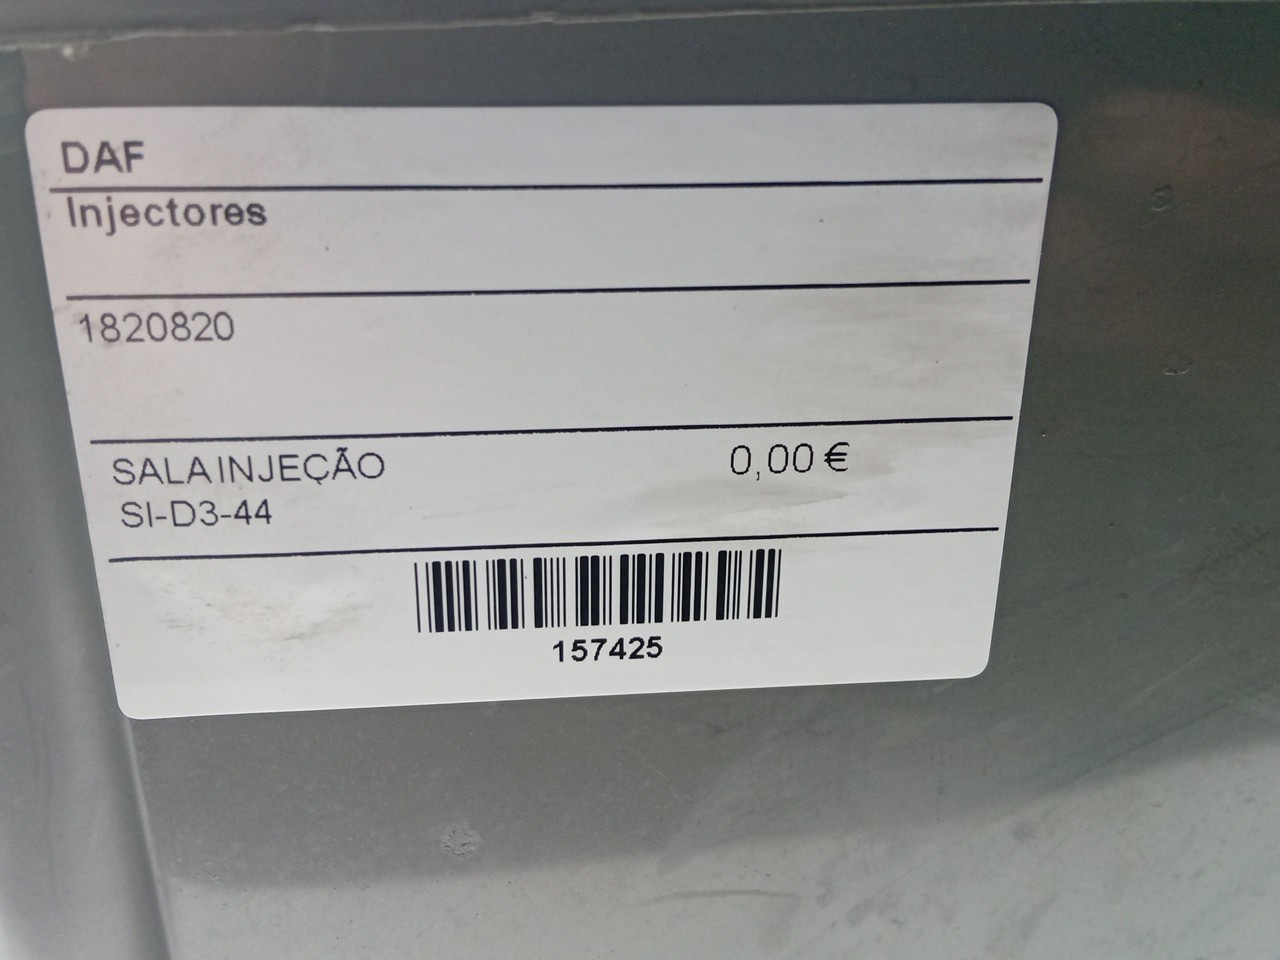 DAF
Injectores
1820820
SALA INJEÇÃO
0,00 €
SI-D3-44
157425